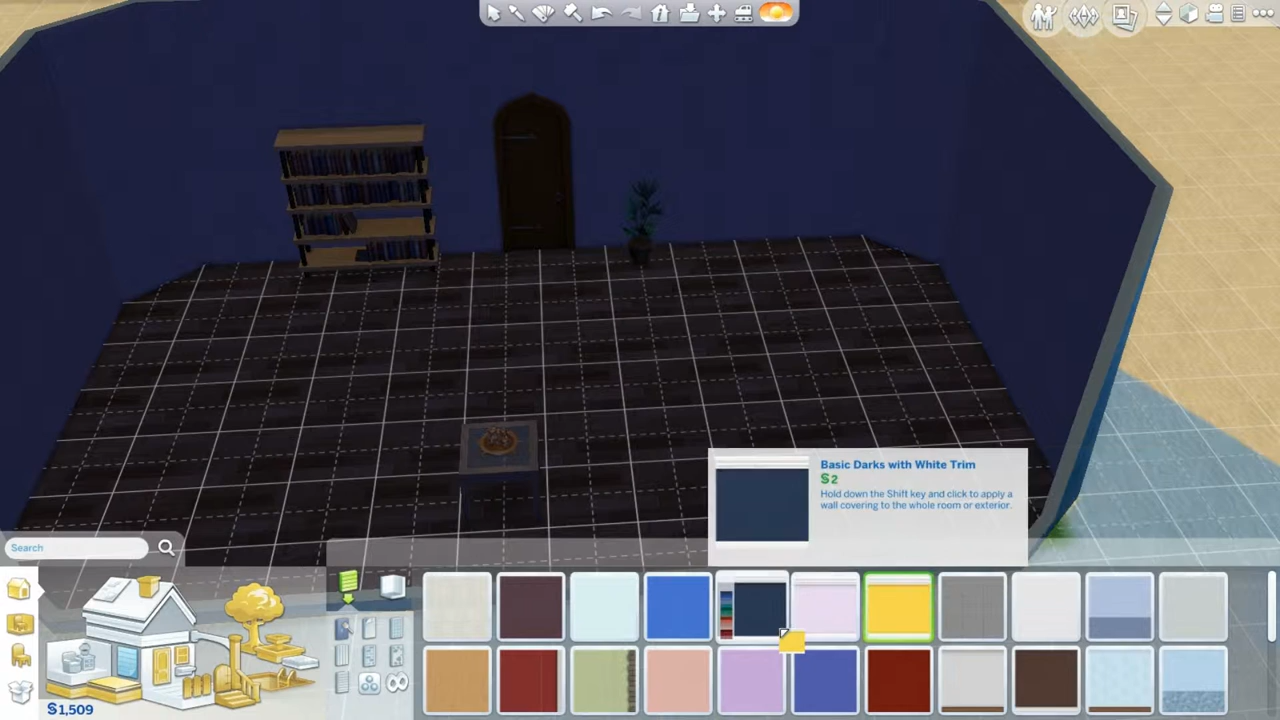 Basic Darks with White Trim
§2
Hold down the Shift key and click to apply a
wall covering to the whole room or exterior.
Search
§1,509